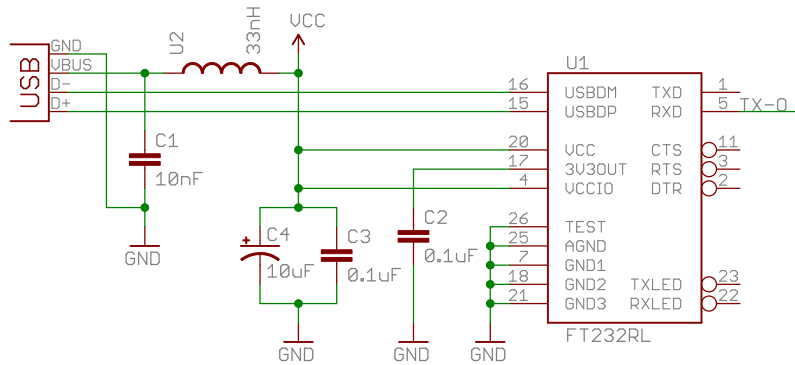 U2
33nH
VCC
USB
GND
VBUS
D-
D+
C1
10nF
GND
C4
+
10uF
C3
0.1uF
GND
C2
0.1uF
GND
GND
U1
16 USBDM TXD 1
15 USBDP RXD 5 TX-O
20 VCC CTS 11
17 3V3OUT RTS 3
4 VCCIO DTR 2
26 TEST
25 AGND
7 GND1
18 GND2 TXLED 23
21 GND3 RXLED 22
FT232RL